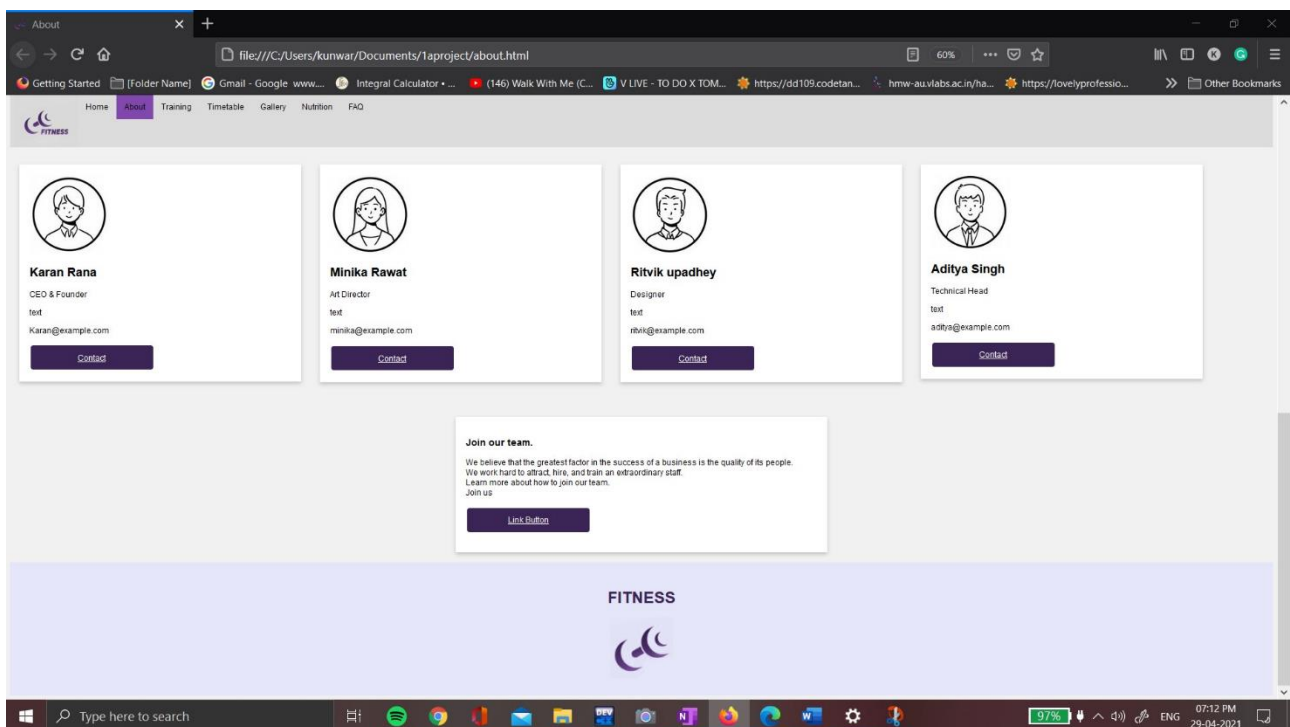 About
file:///C:/Users/kunwar/Documents/1aproject/about.html
60%
Getting Started [Folder Name] Gmail - Google www.... Integral Calculator • ... (146) Walk With Me (C... V LIVE - TO DO X TOM... https://dd109.codetan... hmw-au.vlabs.ac.in/ha... https://lovelyprofessio... Other Bookmarks
FITNESS
Home About Training Timetable Gallery Nutrition FAQ
Karan Rana
CEO & Founder
text
Karan@example.com
Contact
Minika Rawat
Art Director
text
minika@example.com
Contact
Ritvik upadhey
Designer
text
ritvik@example.com
Contact
Aditya Singh
Technical Head
text
aditya@example.com
Contact
Join our team.
We believe that the greatest factor in the success of a business is the quality of its people.
We work hard to attract, hire, and train an extraordinary staff.
Learn more about how to join our team.
Join us
Link Button
FITNESS
Type here to search
97%
ENG
07:12 PM
29-04-2021